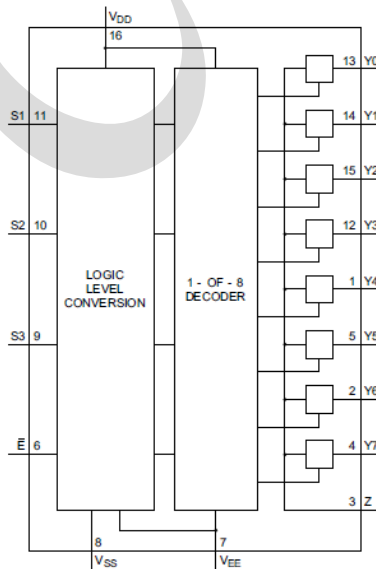 VDD
16
13 Y0
S1 11
14 Y1
15 Y2
S2 10
12 Y3
LOGIC
LEVEL
CONVERSION
1 - OF - 8
DECODER
1 Y4
S3 9
5 Y5
2 Y6
E̅ 6
4 Y7
3 Z
8
7
VSS
VEE